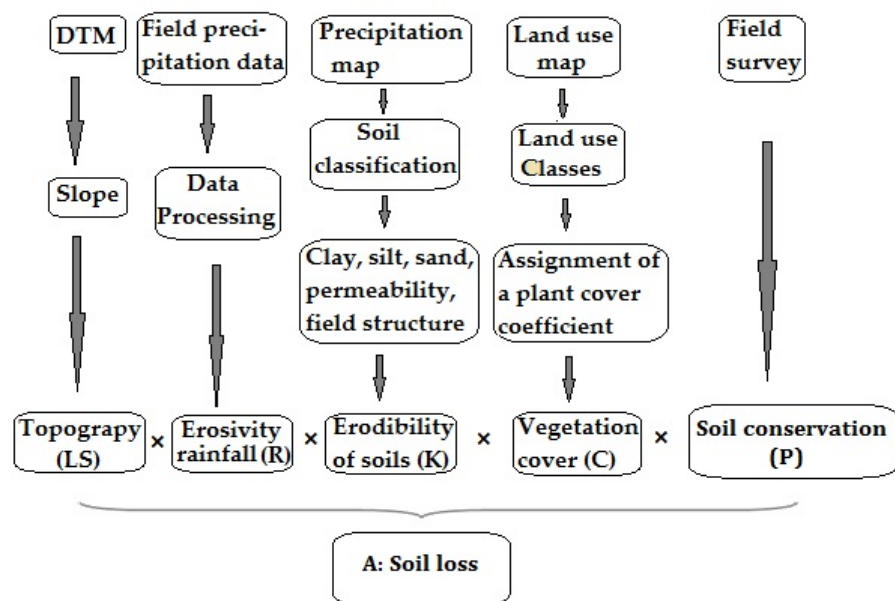 DTM
Field preci-
pitation data
Precipitation
map
Land use
map
Field
survey
Soil
classification
Land use
Classes
Slope
Data
Processing
Clay, silt, sand,
permeability,
field structure
Assignment of
a plant cover
coefficient
Topograpy
(LS)
×
Erosivity
rainfall (R)
×
Erodibility
of soils (K)
×
Vegetation
cover (C)
×
Soil conservation
(P)
A: Soil loss